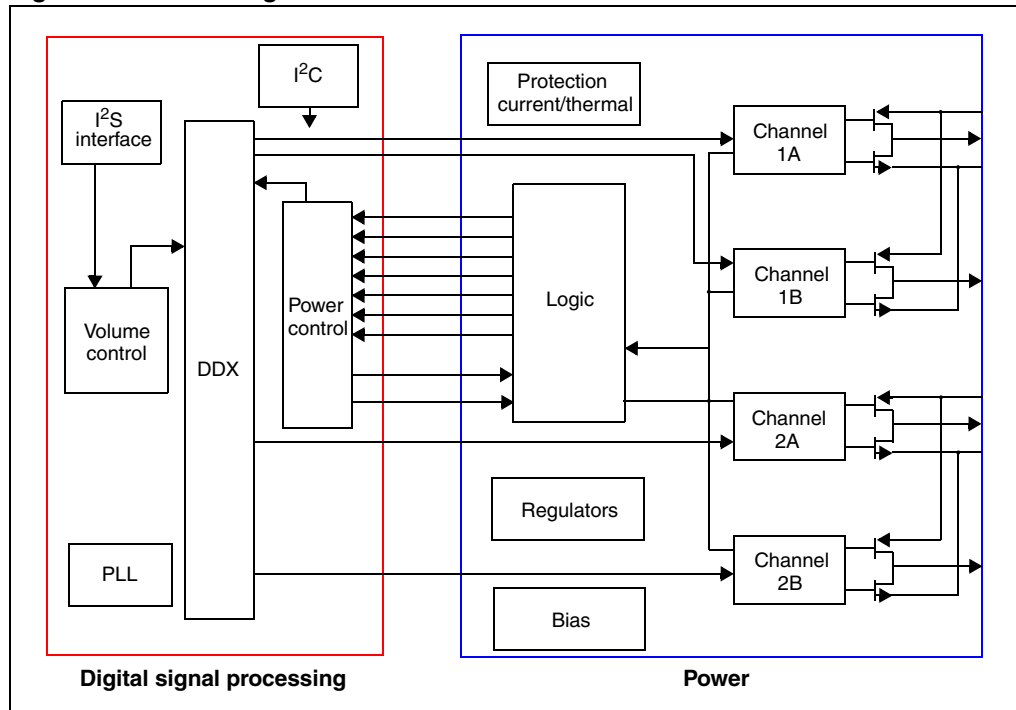 I²C
I²S
interface
Volume
control
DDX
Power
control
PLL
Digital signal processing
Protection
current/thermal
Logic
Regulators
Bias
Channel
1A
Channel
1B
Channel
2A
Channel
2B
Power